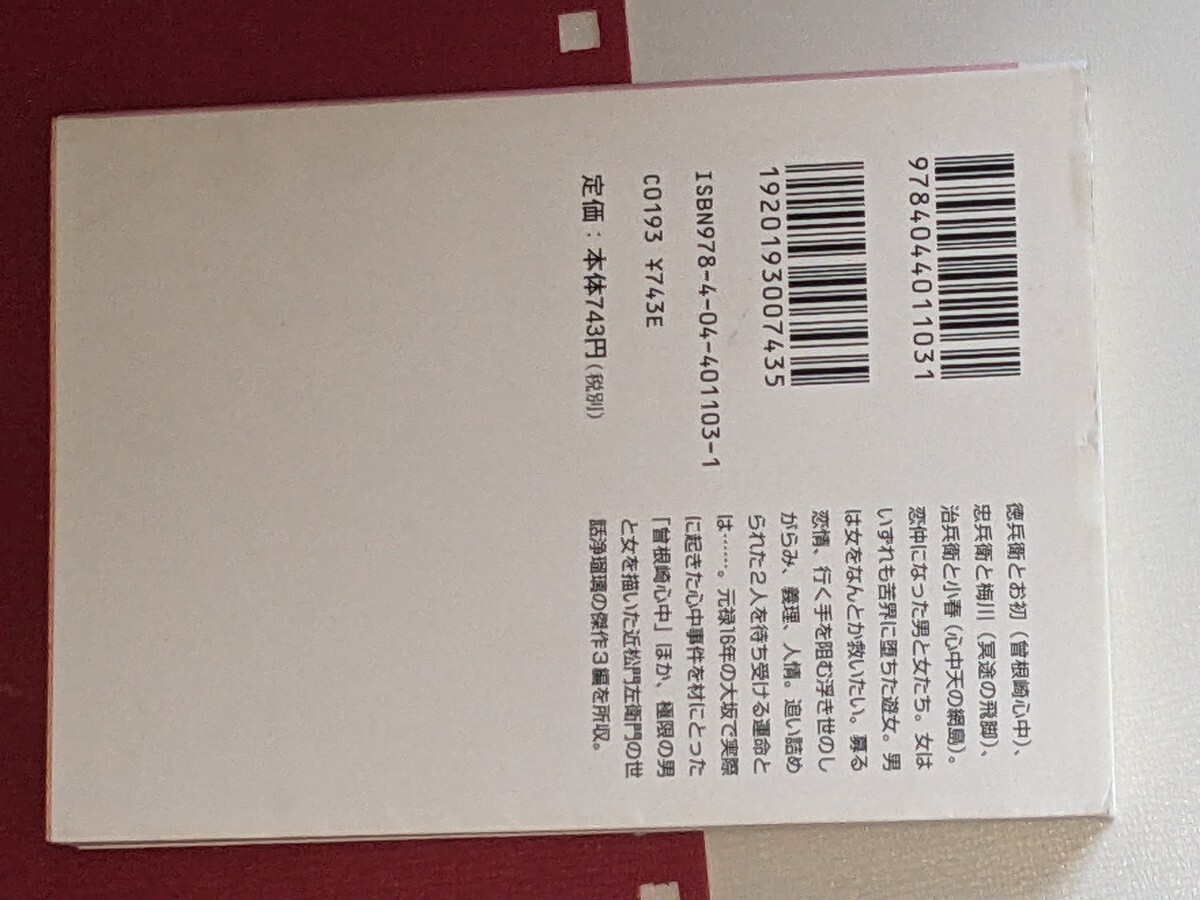 9784044011031
1920193007435
ISBN978-4-04-401103-1
C0193 ¥743E
定価:本体743円(税別)
徳兵衛とお初(曾根崎心中)、
忠兵衛と梅川(冥途の飛脚)、
治兵衛と小春(心中天の網島)。
恋仲になった男と女たち。女は
いずれも苦界に堕ちた遊女。男
は女をなんとか救いたい。募る
恋情、行く手を阻む浮き世のし
がらみ、義理、人情。追い詰め
られた2人を待ち受ける運命と
は……。元禄16年の大坂で実際
に起きた心中事件を材にとった
「曾根崎心中」ほか、極限の男
と女を描いた近松門左衛門の世
話浄瑠璃の傑作3編を所収。